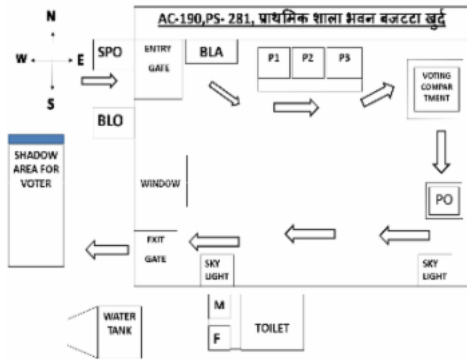 AC-190,PS- 281, प्राथमिक शाला भवन बजटटा खुर्द
N
W
E
S
SPO
ENTRY
GATE
BLA
P1
P2
P3
VOTING
COMPAR
TMENT
BLO
SHADOW
AREA FOR
VOTER
WINDOW
PO
EXIT
GATE
SKY
LIGHT
SKY
LIGHT
WATER
TANK
M
F
TOILET